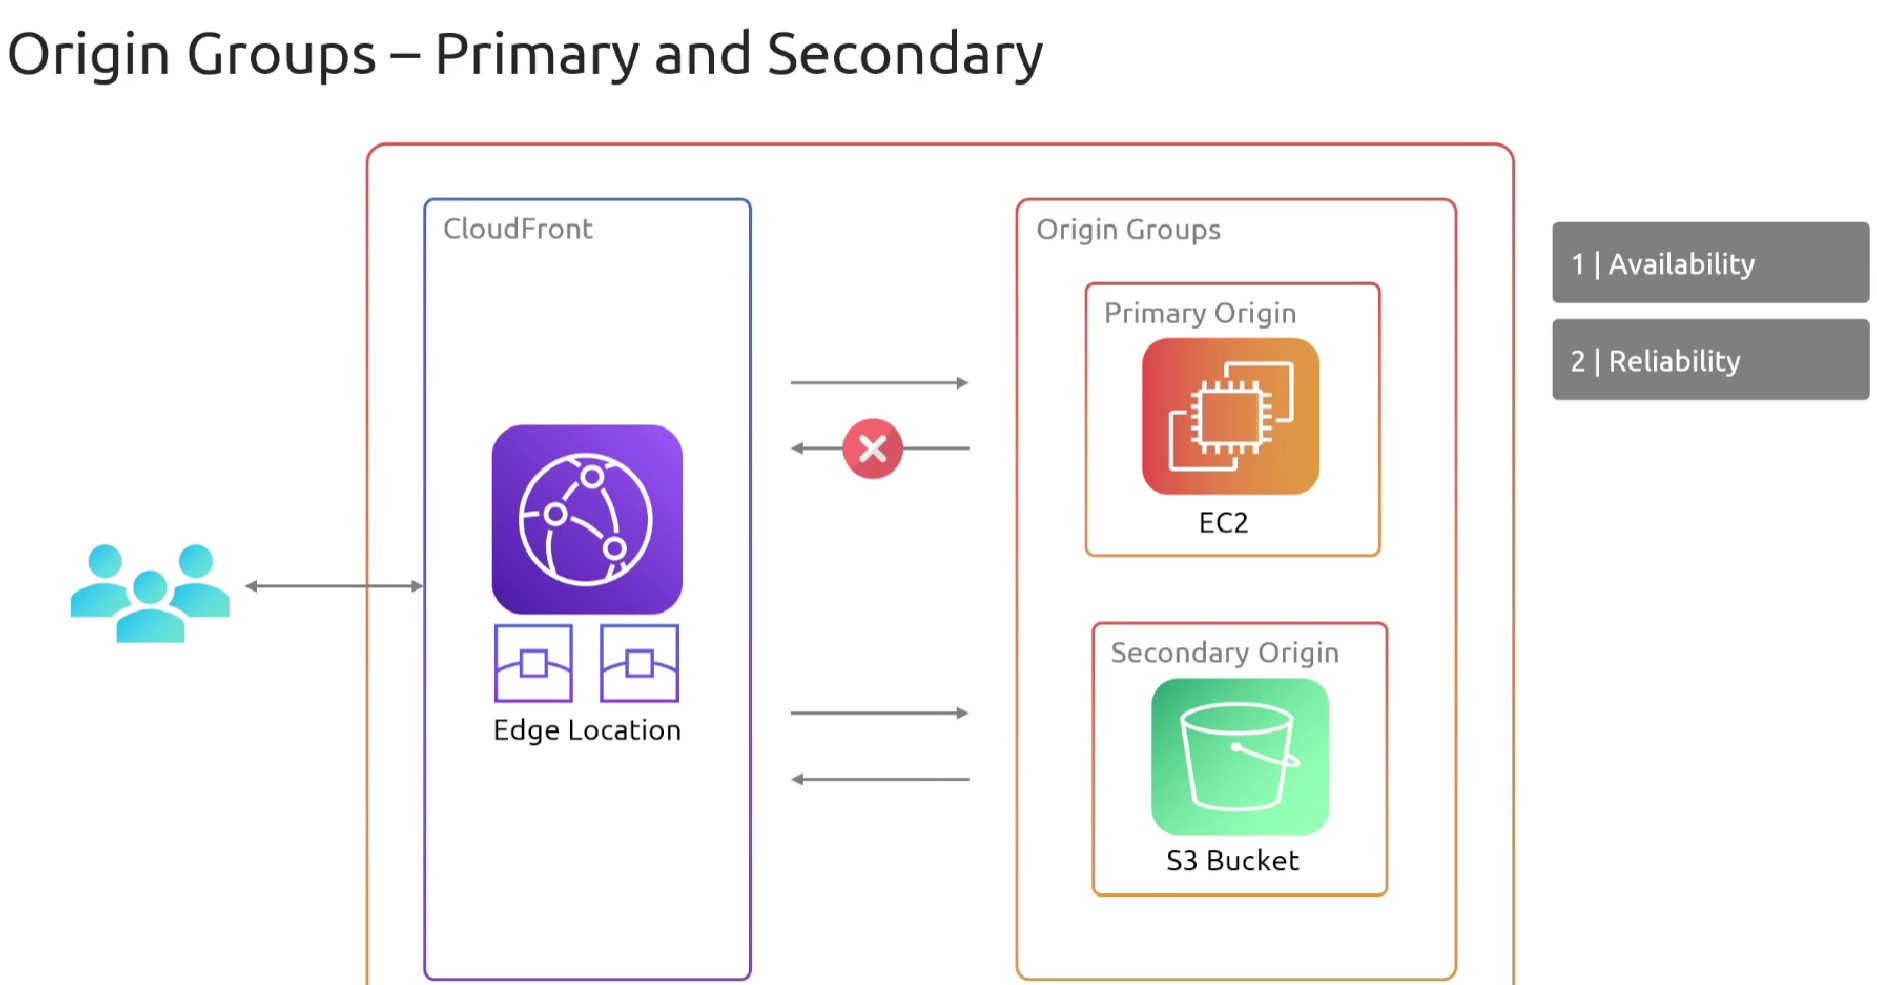 Origin Groups – Primary and Secondary
CloudFront
Edge Location
Origin Groups
Primary Origin
EC2
Secondary Origin
S3 Bucket
1 | Availability
2 | Reliability